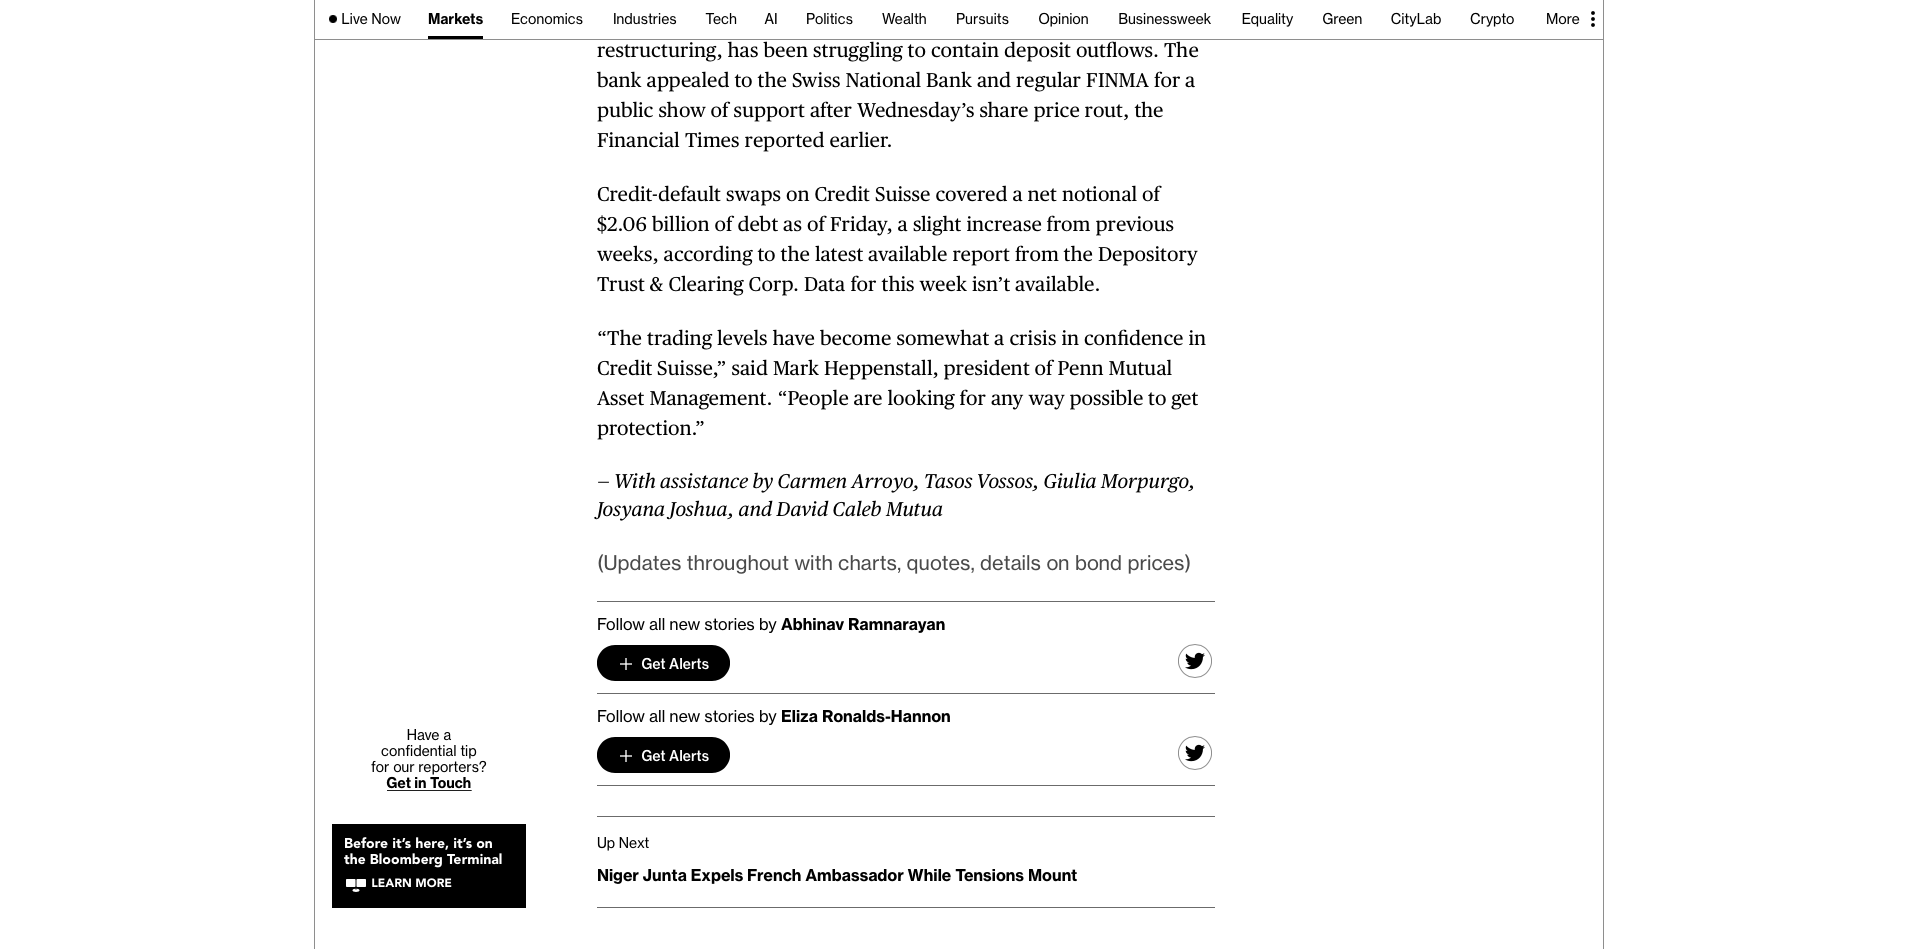 Live Now Markets Economics Industries Tech AI Politics Wealth Pursuits Opinion Businessweek Equality Green CityLab Crypto More
restructuring, has been struggling to contain deposit outflows. The
bank appealed to the Swiss National Bank and regular FINMA for a
public show of support after Wednesday’s share price rout, the
Financial Times reported earlier.
Credit-default swaps on Credit Suisse covered a net notional of
$2.06 billion of debt as of Friday, a slight increase from previous
weeks, according to the latest available report from the Depository
Trust & Clearing Corp. Data for this week isn’t available.
“The trading levels have become somewhat a crisis in confidence in
Credit Suisse,” said Mark Heppenstall, president of Penn Mutual
Asset Management. “People are looking for any way possible to get
protection.”
— With assistance by Carmen Arroyo, Tasos Vossos, Giulia Morpurgo,
Josyana Joshua, and David Caleb Mutua
(Updates throughout with charts, quotes, details on bond prices)
Follow all new stories by Abhinav Ramnarayan
+ Get Alerts
Follow all new stories by Eliza Ronalds-Hannon
+ Get Alerts
Have a
confidential tip
for our reporters?
Get in Touch
Before it’s here, it’s on
the Bloomberg Terminal
LEARN MORE
Up Next
Niger Junta Expels French Ambassador While Tensions Mount